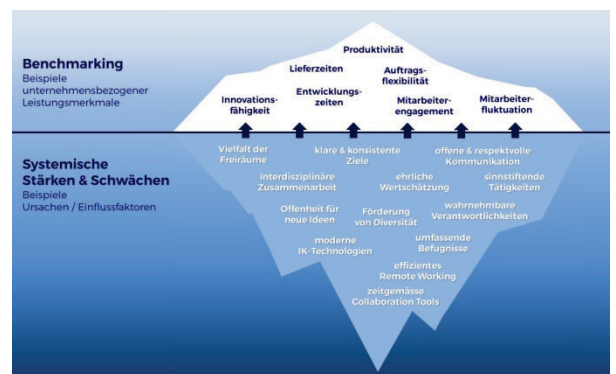 Benchmarking
Beispiele
unternehmensbezogener
Leistungsmerkmale
Produktivität
Lieferzeiten
Auftrags-
flexibilität
Innovations-
fähigkeit
Entwicklungs-
zeiten
Mitarbeiter-
engagement
Mitarbeiter-
fluktuation
Systemische
Stärken & Schwächen
Beispiele
Ursachen / Einflussfaktoren
Vielfalt der
Freiräume
klare & konsistente
Ziele
offene & respektvolle
Kommunikation
interdisziplinäre
Zusammenarbeit
ehrliche
Wertschätzung
sinnstiftende
Tätigkeiten
Offenheit für
neue Ideen
Förderung
von Diversität
wahrnehmbare
Verantwortlichkeiten
moderne
IK-Technologien
umfassende
Befugnisse
effizientes
Remote Working
zeitgemässe
Collaboration Tools